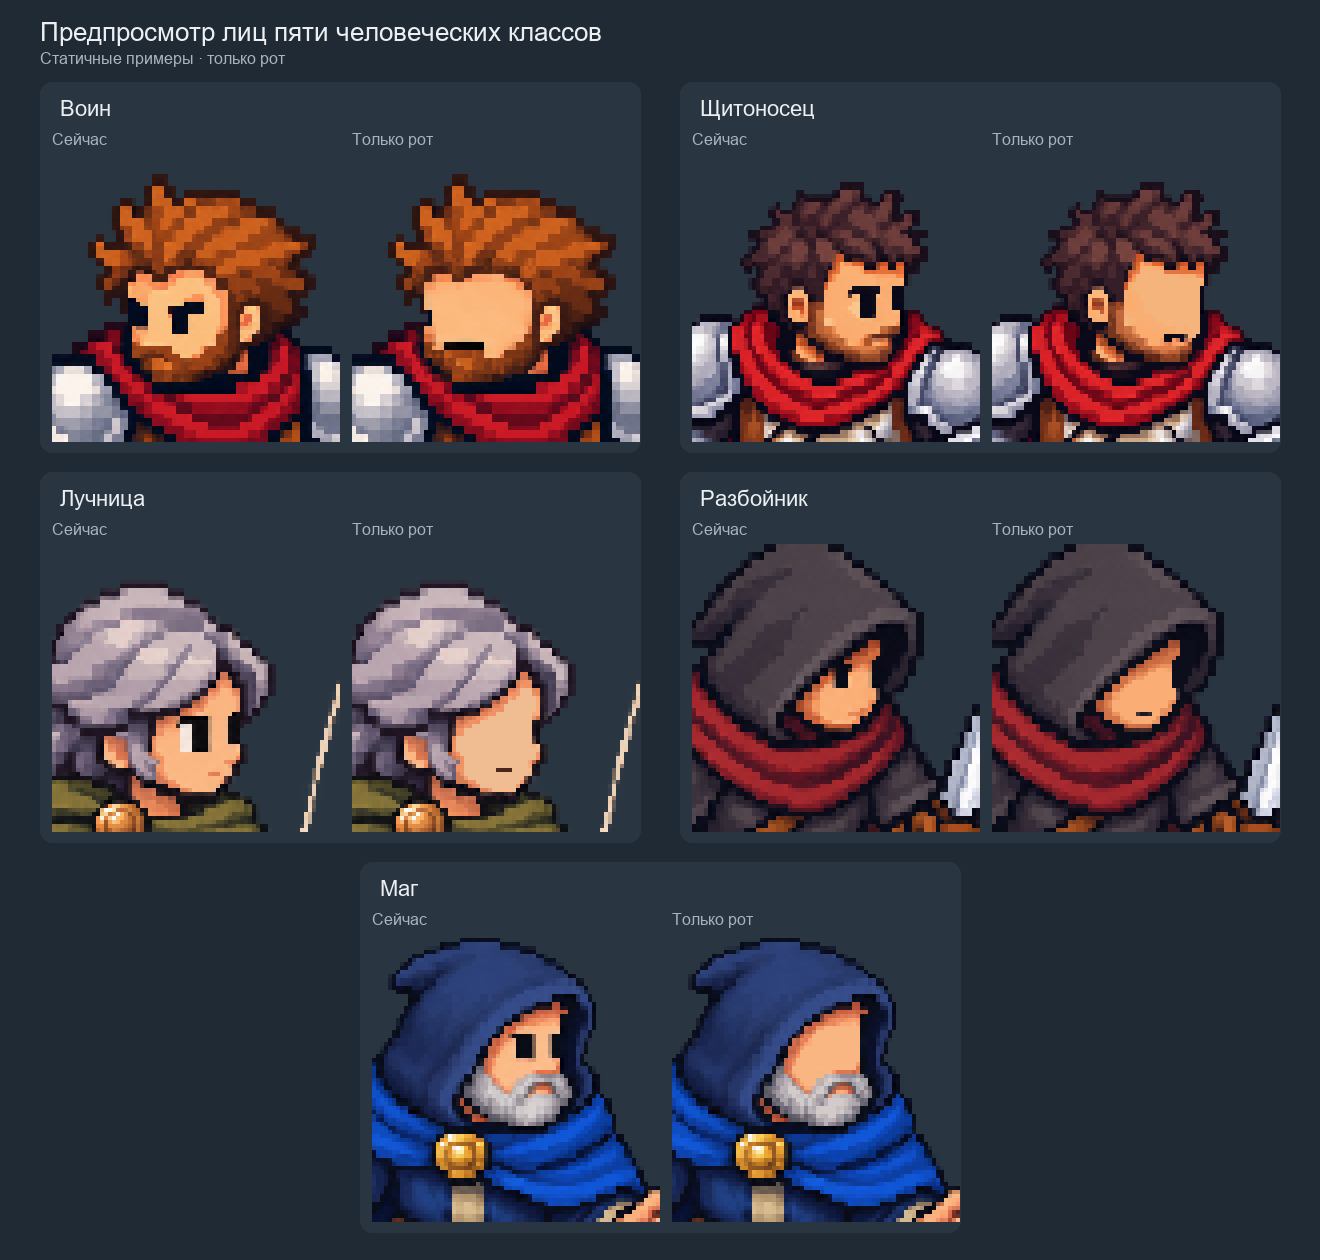 Предпросмотр лиц пяти человеческих классов
Статичные примеры · только рот
Воин
Сейчас
Только рот
Щитоносец
Сейчас
Только рот
Лучница
Сейчас
Только рот
Разбойник
Сейчас
Только рот
Маг
Сейчас
Только рот